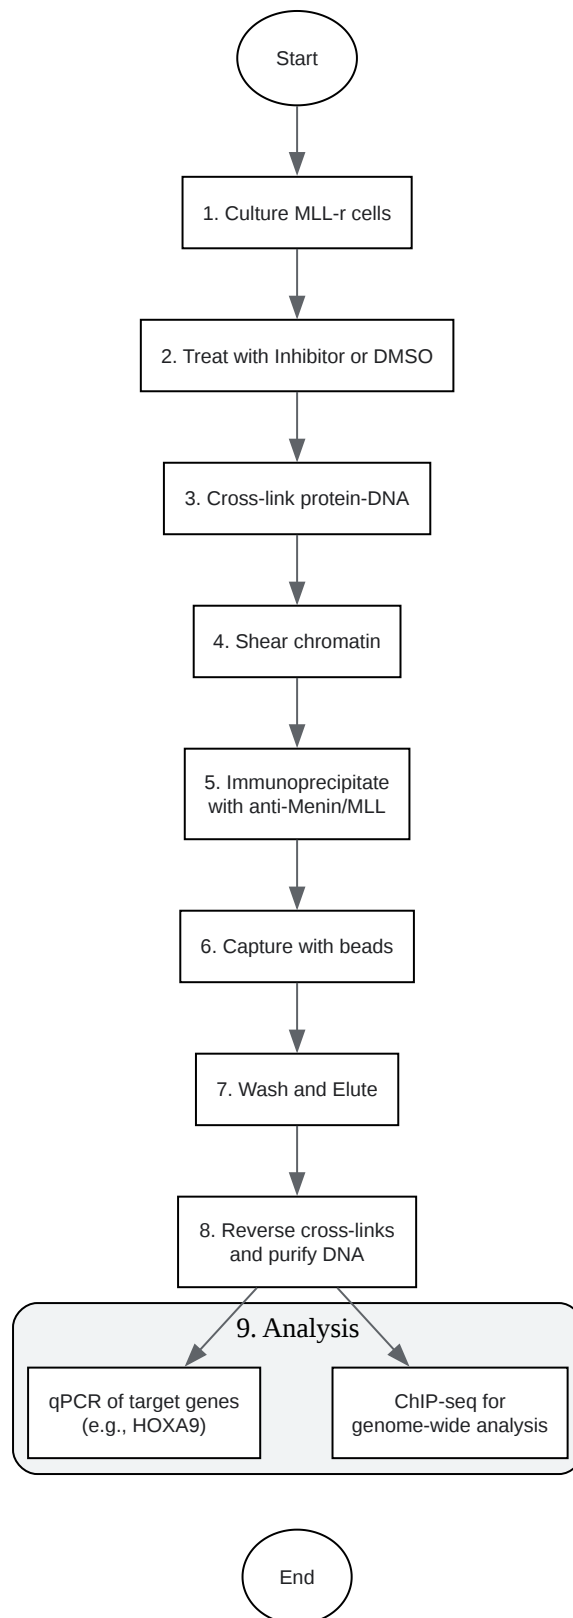 Start
1. Culture MLL-r cells
2. Treat with Inhibitor or DMSO
3. Cross-link protein-DNA
4. Shear chromatin
5. Immunoprecipitate
with anti-Menin/MLL
6. Capture with beads
7. Wash and Elute
8. Reverse cross-links
and purify DNA
9. Analysis
qPCR of target genes
(e.g., HOXA9)
ChIP-seq for
genome-wide analysis
End